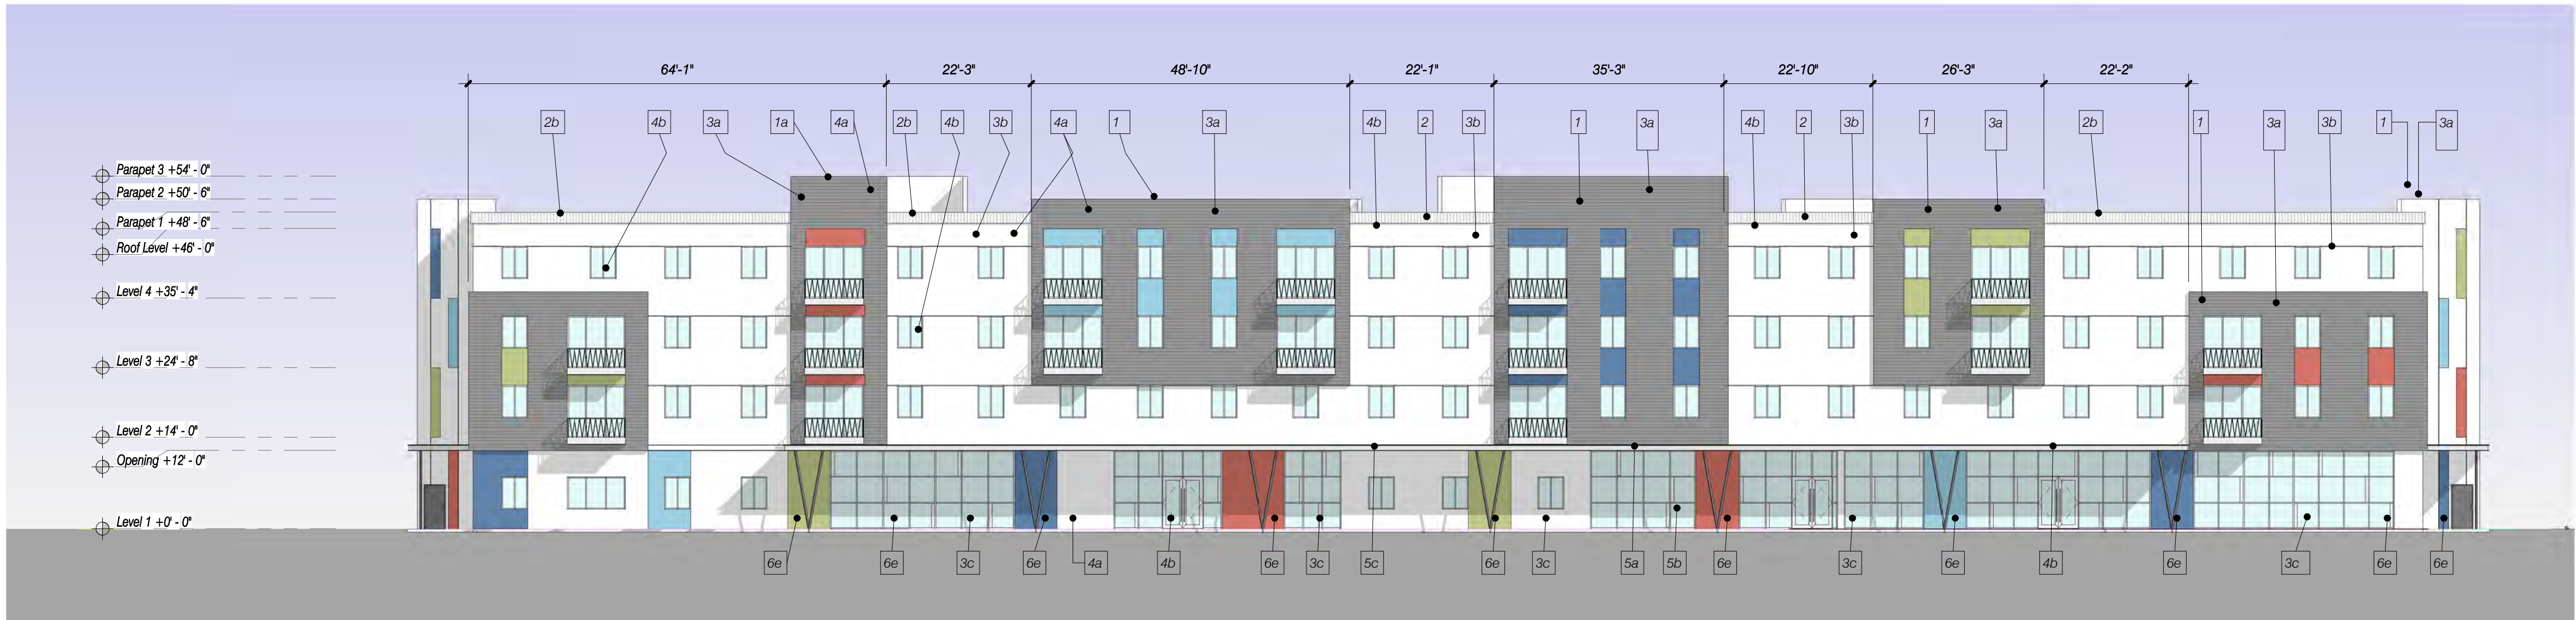 64'-1" 22'-3" 48'-10" 22'-1" 35'-3" 22'-10" 26'-3" 22'-2"
2b 4b 3a 1a 4a 2b 4b 3b 4a 1 3a 4b 2 3b 1 3a 4b 2 3b 1 3a 2b 1 3a 3b 1 3a
Parapet 3 +54' - 0"
Parapet 2 +50' - 6"
Parapet 1 +48' - 6"
Roof Level +46' - 0"
Level 4 +35' - 4"
Level 3 +24' - 8"
Level 2 +14' - 0"
Opening +12' - 0"
Level 1 +0' - 0"
6e 6e 3c 6e 4a 4b 6e 3c 5c 6e 3c 5a 5b 6e 3c 6e 4b 6e 3c 6e 6e